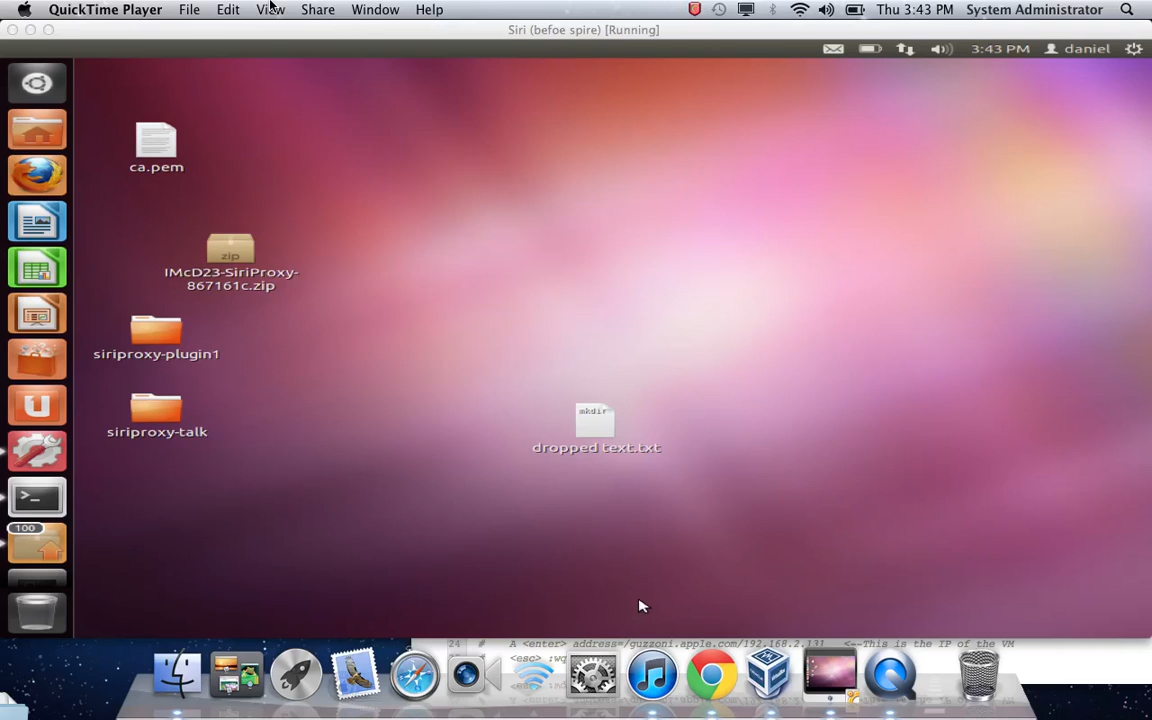 QuickTime Player File Edit View Share Window Help Thu 3:43 PM System Administrator
Siri (befoe spire) [Running]
3:43 PM daniel
ca.pem
zip
IMcD23-SiriProxy-
867161c.zip
siriproxy-plugin1
siriproxy-talk
mkdir
dropped text.txt
U
>_
100
24 # A <enter> address=/guzzoni.apple.com/192.168.2.131 <--This is the IP of the VM
<esc> :wq